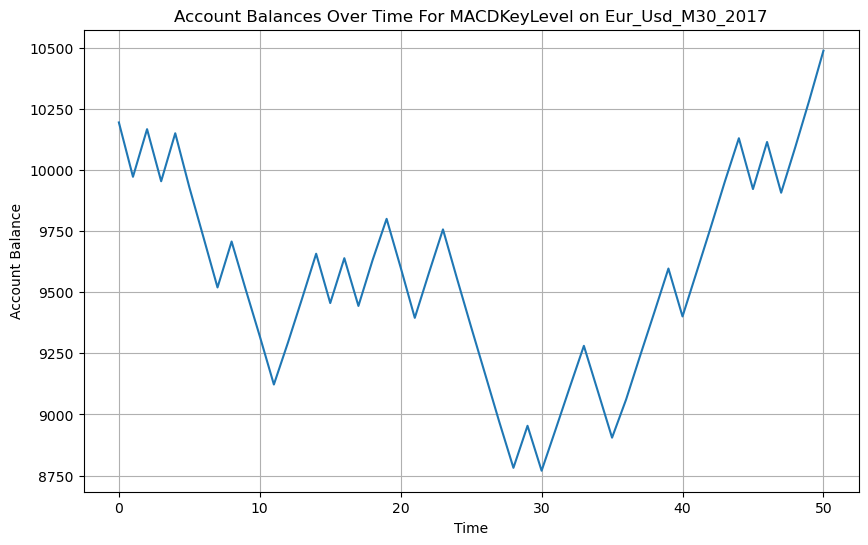 Account Balances Over Time For MACDKeyLevel on Eur_Usd_M30_2017
10500
10250
10000
9750
9500
9250
9000
8750
Account Balance
0 10 20 30 40 50
Time